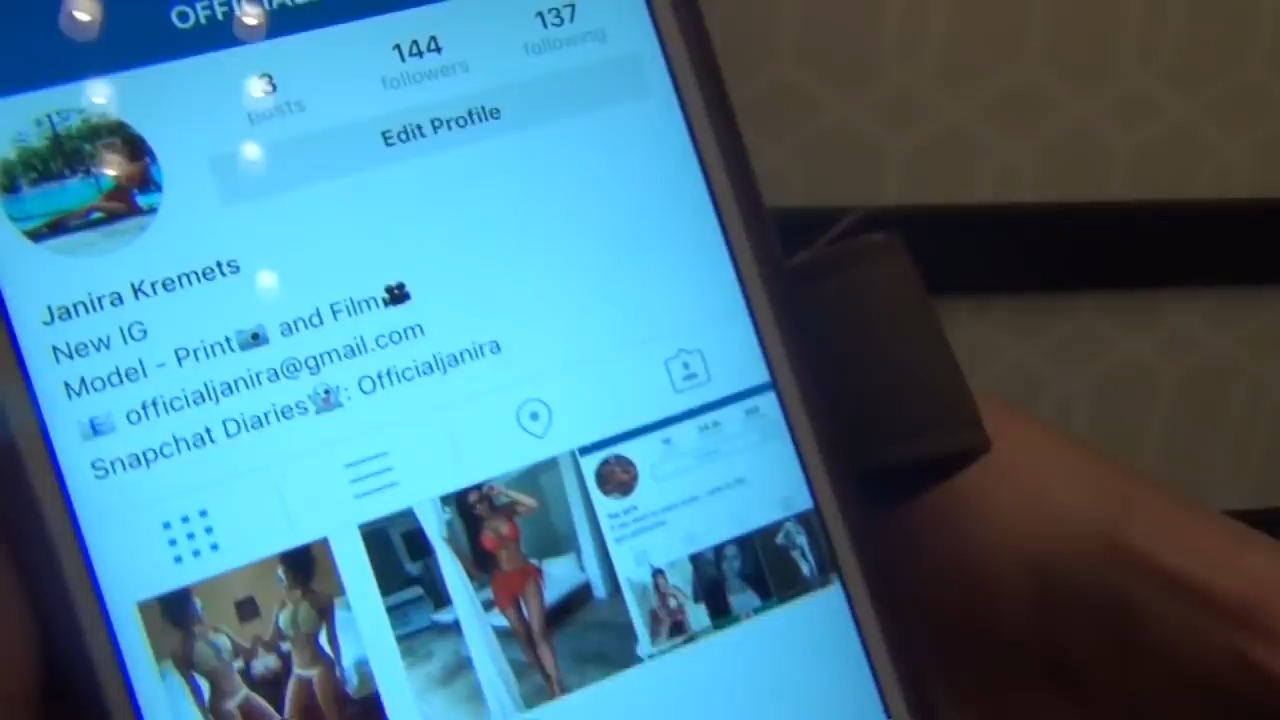 3 144 137
posts followers following
Edit Profile
Janira Kremets
New IG
Model - Print📷 and Film🎥
📧 officialjanira@gmail.com
Snapchat Diaries👻: Officialjanira